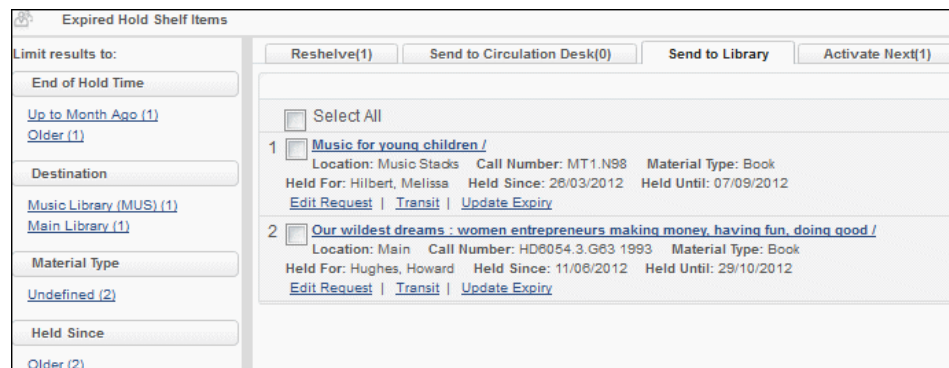 Expired Hold Shelf Items
Limit results to:
End of Hold Time
Up to Month Ago (1)
Older (1)
Destination
Music Library (MUS) (1)
Main Library (1)
Material Type
Undefined (2)
Held Since
Older (2)
Reshelve(1) Send to Circulation Desk(0) Send to Library Activate Next(1)
Select All
1 Music for young children /
Location: Music Stacks Call Number: MT1.N98 Material Type: Book
Held For: Hilbert, Melissa Held Since: 26/03/2012 Held Until: 07/09/2012
Edit Request | Transit | Update Expiry
2 Our wildest dreams : women entrepreneurs making money, having fun, doing good /
Location: Main Call Number: HD6054.3.G63 1993 Material Type: Book
Held For: Hughes, Howard Held Since: 11/06/2012 Held Until: 29/10/2012
Edit Request | Transit | Update Expiry